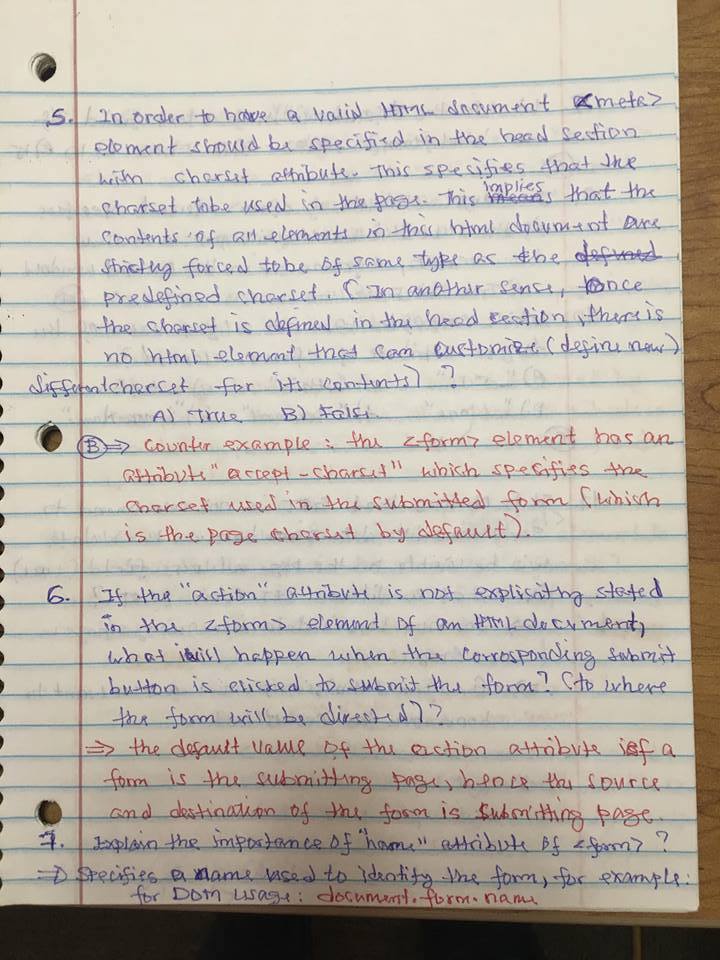 5. In order to have a valid HTML document <meta>
element should be specified in the head section
with charset attribute. This specifies that the
charset to be used in the page. This implies that the
contents of all elements in this html document are
strictly forced to be of same type as the defined
predefined charset. (In another sense, once
the charset is defined in the head section, there is
no html element that can customize (define new)
different charset for its contents) ?
A) True B) False
B ⇒ Counter example: the <form> element has an
attribute "accept-charset" which specifies the
charset used in the submitted form (which
is the page charset by default).
6. If the "action" attribute is not explicitly stated
in the <form> element of an HTML document,
what will happen when the corrosponding submit
button is clicked to submit the form? (to where
the form will be directed)?
⇒ the default value of the action attribute of a
form is the submitting page, hence the source
and destination of the form is submitting page.
7. Explain the importance of "name" attribute of <form> ?
⇒ Specifies a name used to identify the form, for example:
for DOM usage: document.form.name